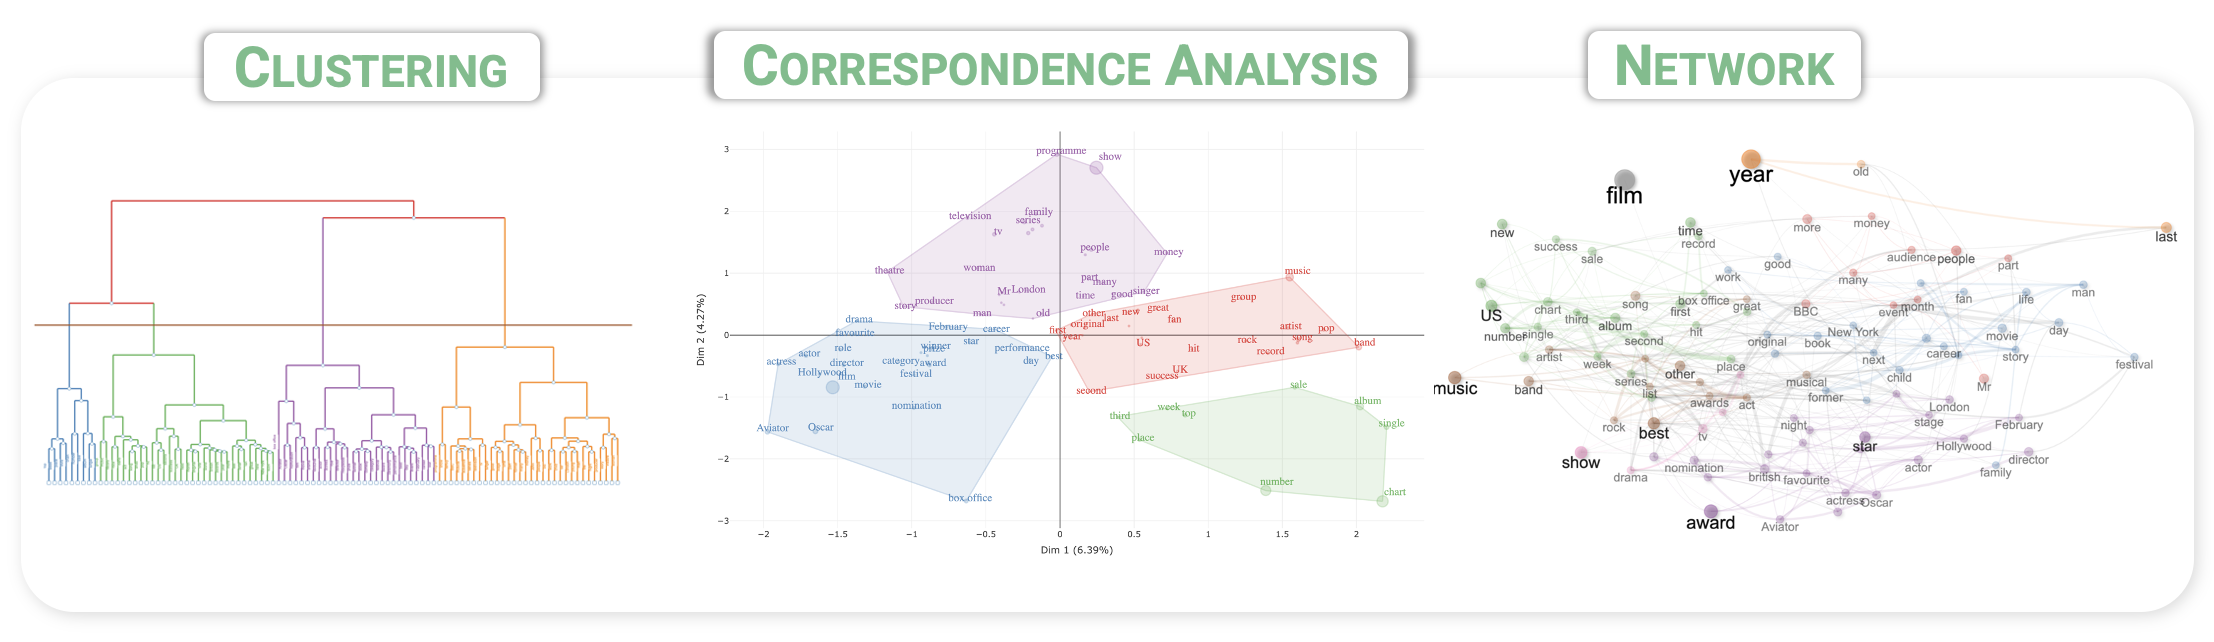 CLUSTERING
CORRESPONDENCE ANALYSIS
NETWORK
3
2
1
0
−1
−2
−3
Dim 2 (4.27%)
programme
show
television
family
series
tv
people
money
theatre
woman
part
many
Mr
London
time
good
singer
story
producer
man
old
music
group
great
other
last
new
original
fan
first
year
artist
pop
song
US
rock
band
hit
record
UK
success
second
drama
favourite
February
career
star
role
winner
performance
best
actor
actress
director
category
award
day
Hollywood
film
festival
movie
nomination
Aviator
Oscar
box office
sale
album
week
top
third
single
place
number
chart
−2
−1.5
−1
−0.5
0
0.5
1
1.5
2
Dim 1 (6.39%)
year
old
film
new
time
record
more
money
last
success
sale
work
good
audience
people
part
many
US
chart
third
song
box office
first
great
BBC
event
month
fan
life
man
number
single
album
hit
New York
day
artist
week
second
original
book
next
career
movie
story
festival
music
band
series
other
place
list
musical
former
child
Mr
awards
act
London
rock
best
tv
night
stage
February
star
Hollywood
show
nomination
drama
british
favourite
actor
director
family
actress
Oscar
award
Aviator